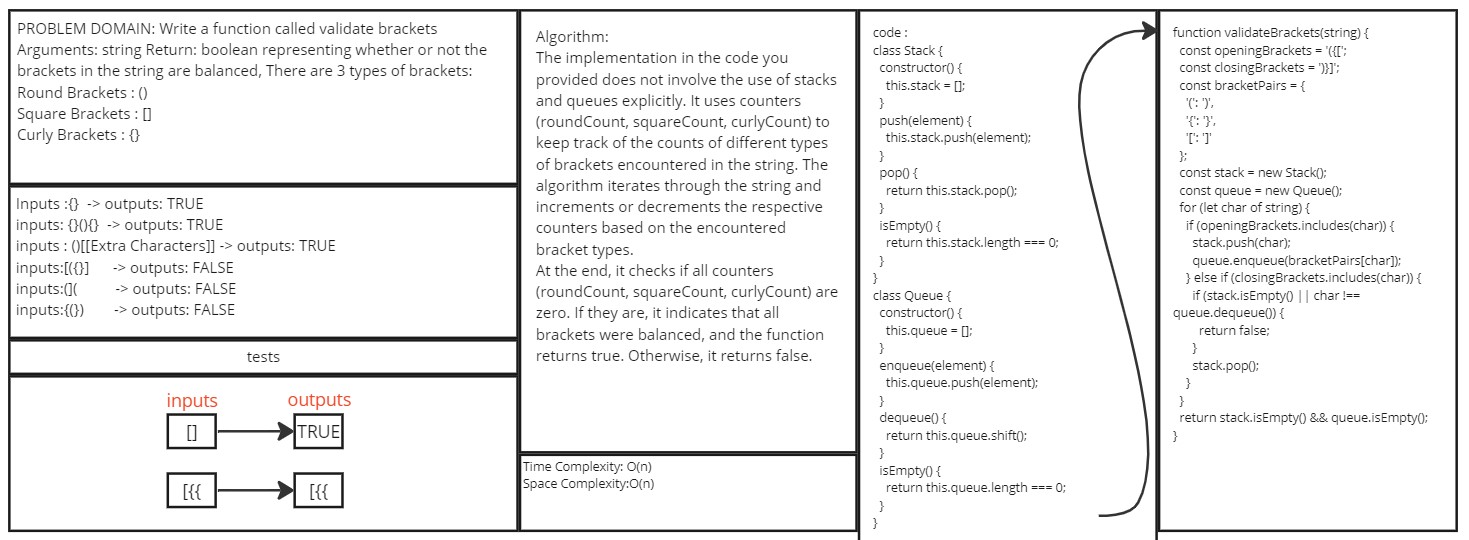 PROBLEM DOMAIN: Write a function called validate brackets
Arguments: string Return: boolean representing whether or not the
brackets in the string are balanced, There are 3 types of brackets:
Round Brackets : ()
Square Brackets : []
Curly Brackets : {}
Inputs :{} -> outputs: TRUE
inputs: {}(){} -> outputs: TRUE
inputs : ()[[Extra Characters]] -> outputs: TRUE
inputs:[({}] -> outputs: FALSE
inputs:(]( -> outputs: FALSE
inputs:{(}) -> outputs: FALSE
tests
inputs outputs
[] TRUE
[{{ [{{
Algorithm:
The implementation in the code you
provided does not involve the use of stacks
and queues explicitly. It uses counters
(roundCount, squareCount, curlyCount) to
keep track of the counts of different types
of brackets encountered in the string. The
algorithm iterates through the string and
increments or decrements the respective
counters based on the encountered
bracket types.
At the end, it checks if all counters
(roundCount, squareCount, curlyCount) are
zero. If they are, it indicates that all
brackets were balanced, and the function
returns true. Otherwise, it returns false.
Time Complexity: O(n)
Space Complexity:O(n)
code :
class Stack {
constructor() {
this.stack = [];
}
push(element) {
this.stack.push(element);
}
pop() {
return this.stack.pop();
}
isEmpty() {
return this.stack.length === 0;
}
}
class Queue {
constructor() {
this.queue = [];
}
enqueue(element) {
this.queue.push(element);
}
dequeue() {
return this.queue.shift();
}
isEmpty() {
return this.queue.length === 0;
}
}
function validateBrackets(string) {
const openingBrackets = '({[';
const closingBrackets = ')}]';
const bracketPairs = {
'(': ')',
'{': '}',
'[': ']'
};
const stack = new Stack();
const queue = new Queue();
for (let char of string) {
if (openingBrackets.includes(char)) {
stack.push(char);
queue.enqueue(bracketPairs[char]);
} else if (closingBrackets.includes(char)) {
if (stack.isEmpty() || char !==
queue.dequeue()) {
return false;
}
stack.pop();
}
}
return stack.isEmpty() && queue.isEmpty();
}